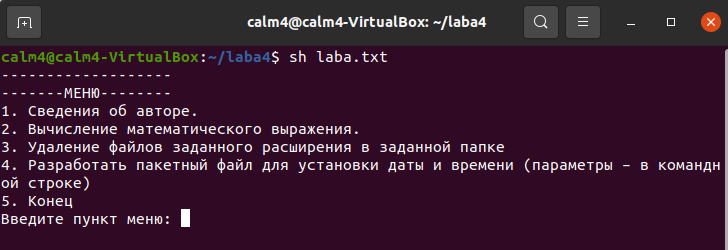 calm4@calm4-VirtualBox: ~/laba4
calm4@calm4-VirtualBox:~/laba4$ sh laba.txt
-------------------
-------МЕНЮ--------
1. Сведения об авторе.
2. Вычисление математического выражения.
3. Удаление файлов заданного расширения в заданной папке
4. Разработать пакетный файл для установки даты и времени (параметры – в командн
ой строке)
5. Конец
Введите пункт меню: